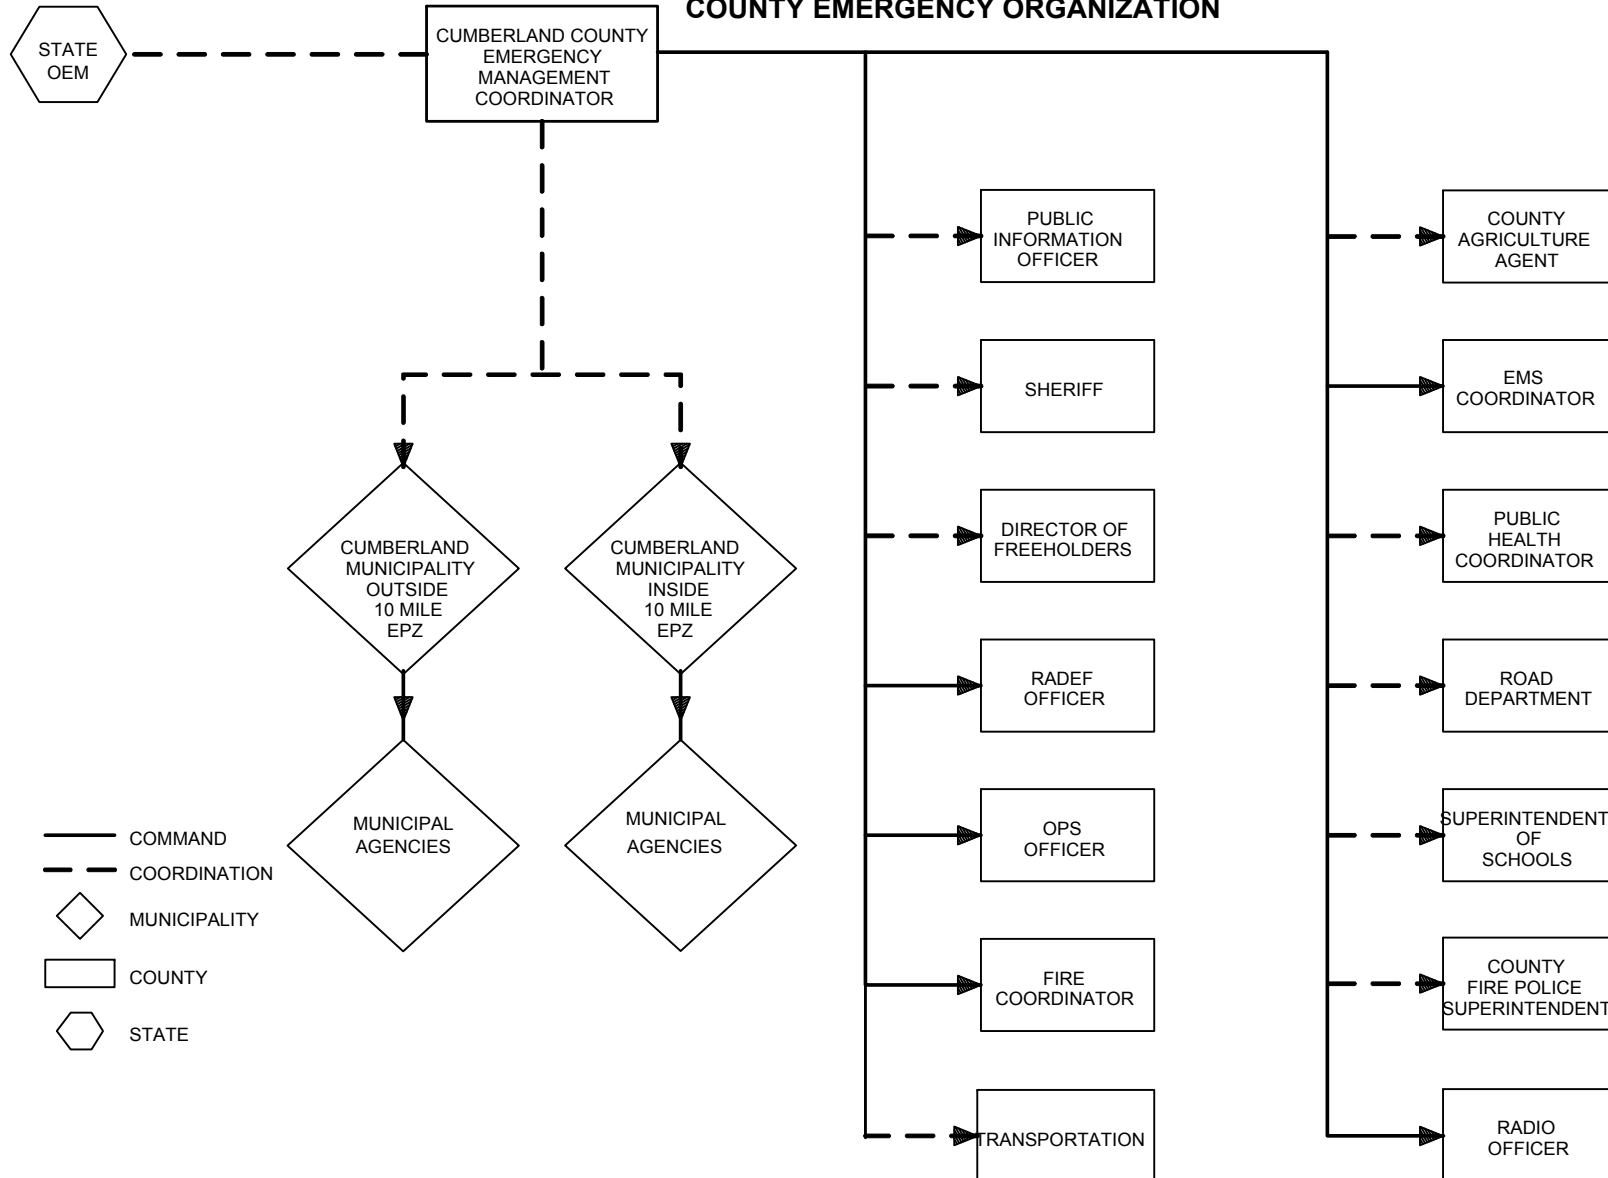 COUNTY EMERGENCY ORGANIZATION
STATE
OEM
CUMBERLAND COUNTY
EMERGENCY
MANAGEMENT
COORDINATOR
PUBLIC
INFORMATION
OFFICER
COUNTY
AGRICULTURE
AGENT
SHERIFF
EMS
COORDINATOR
CUMBERLAND
MUNICIPALITY
OUTSIDE
10 MILE
EPZ
CUMBERLAND
MUNICIPALITY
INSIDE
10 MILE
EPZ
DIRECTOR OF
FREEHOLDERS
PUBLIC
HEALTH
COORDINATOR
RADEF
OFFICER
ROAD
DEPARTMENT
MUNICIPAL
AGENCIES
MUNICIPAL
AGENCIES
OPS
OFFICER
SUPERINTENDENT
OF
SCHOOLS
FIRE
COORDINATOR
COUNTY
FIRE POLICE
SUPERINTENDENT
TRANSPORTATION
RADIO
OFFICER
COMMAND
COORDINATION
MUNICIPALITY
COUNTY
STATE